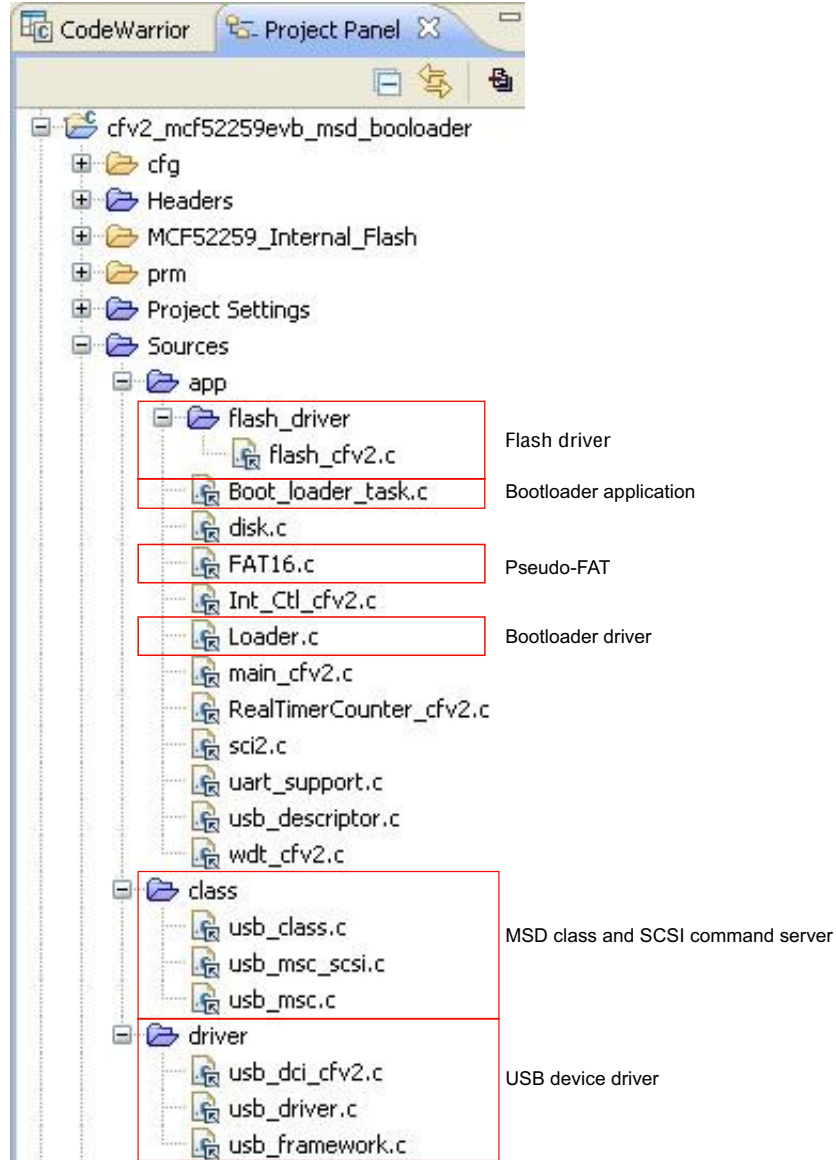 CodeWarrior Project Panel
cfv2_mcf52259evb_msd_booloader
cfg
Headers
MCF52259_Internal_Flash
prm
Project Settings
Sources
app
flash_driver
flash_cfv2.c
Flash driver
Boot_loader_task.c
Bootloader application
disk.c
FAT16.c
Pseudo-FAT
Int_Ctl_cfv2.c
Loader.c
Bootloader driver
main_cfv2.c
RealTimerCounter_cfv2.c
sci2.c
uart_support.c
usb_descriptor.c
wdt_cfv2.c
class
usb_class.c
usb_msc_scsi.c
MSD class and SCSI command server
usb_msc.c
driver
usb_dci_cfv2.c
USB device driver
usb_driver.c
usb_framework.c